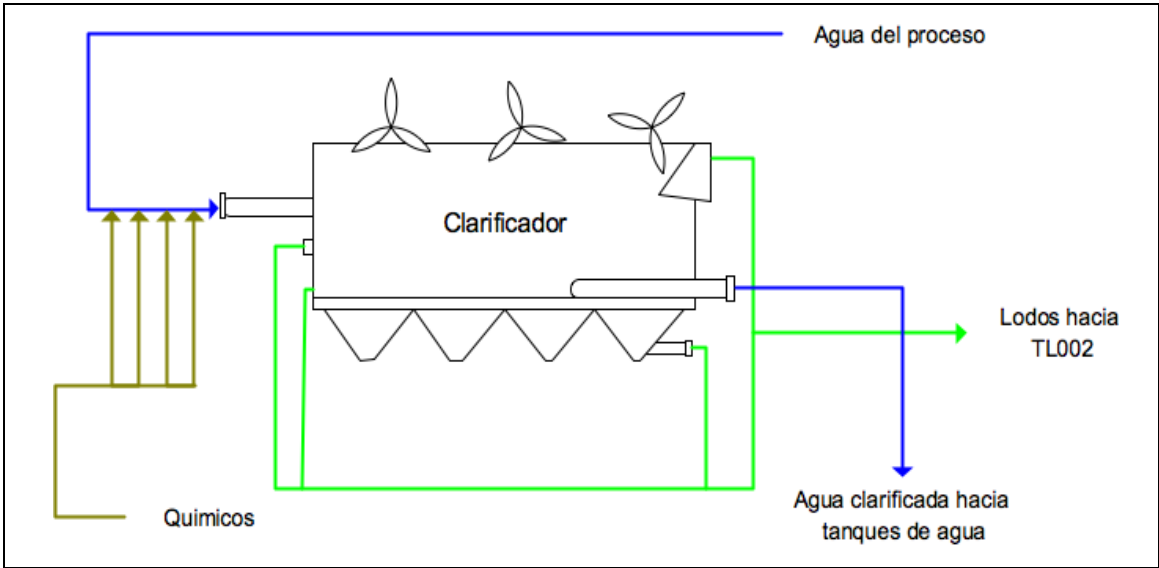 Agua del proceso
Clarificador
Lodos hacia
TL002
Quimicos
Agua clarificada hacia
tanques de agua